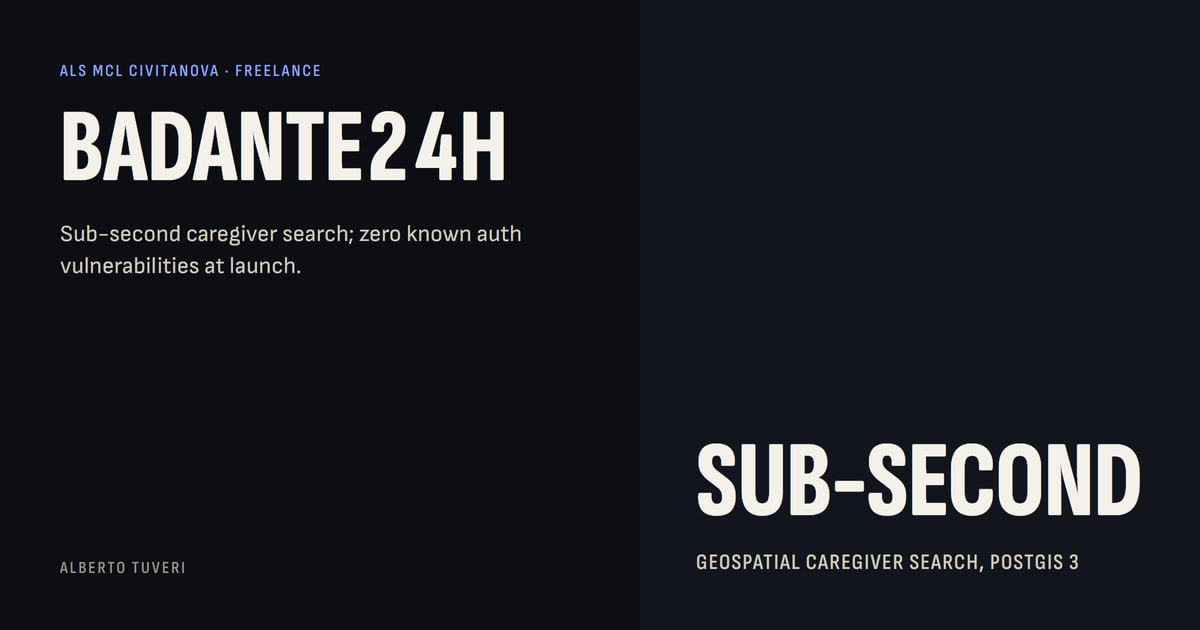 ALS MCL CIVITANOVA · FREELANCE
BADANTE24H
Sub-second caregiver search; zero known auth
vulnerabilities at launch.
ALBERTO TUVERI
SUB-SECOND
GEOSPATIAL CAREGIVER SEARCH, POSTGIS 3